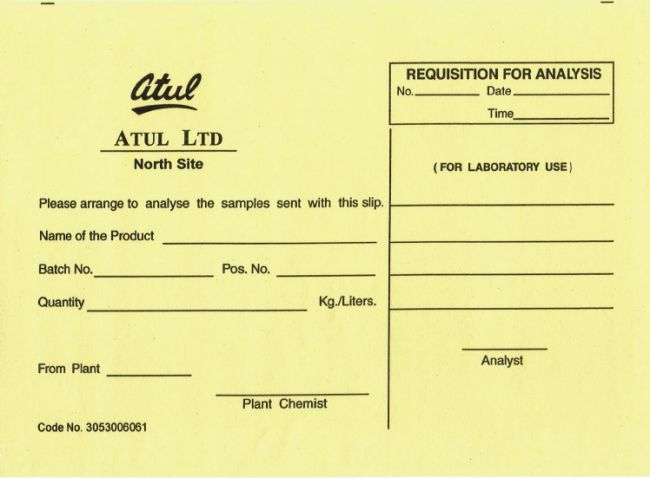 atul
ATUL LTD
North Site
REQUISITION FOR ANALYSIS
No. Date
Time
(FOR LABORATORY USE)
Please arrange to analyse the samples sent with this slip.
Name of the Product
Batch No. Pos. No.
Quantity Kg./Liters.
Analyst
From Plant
Plant Chemist
Code No. 3053006061